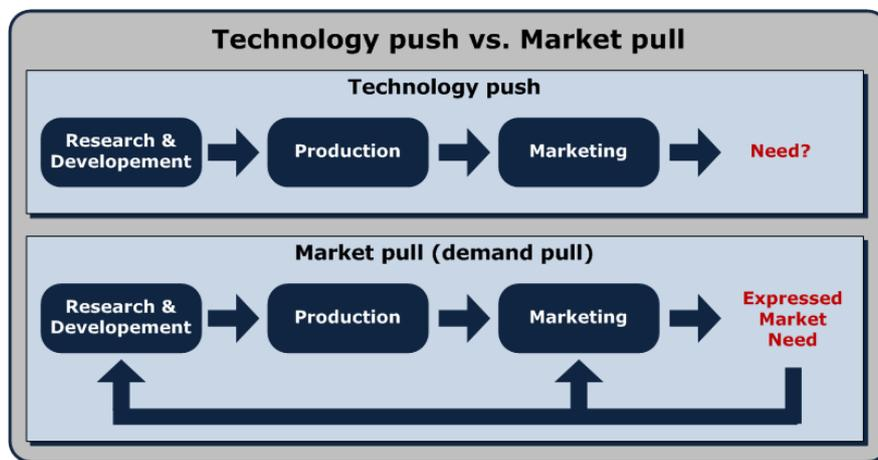 Technology push vs. Market pull
Technology push
Research &
Developement
Production
Marketing
Need?
Market pull (demand pull)
Research &
Developement
Production
Marketing
Expressed
Market
Need